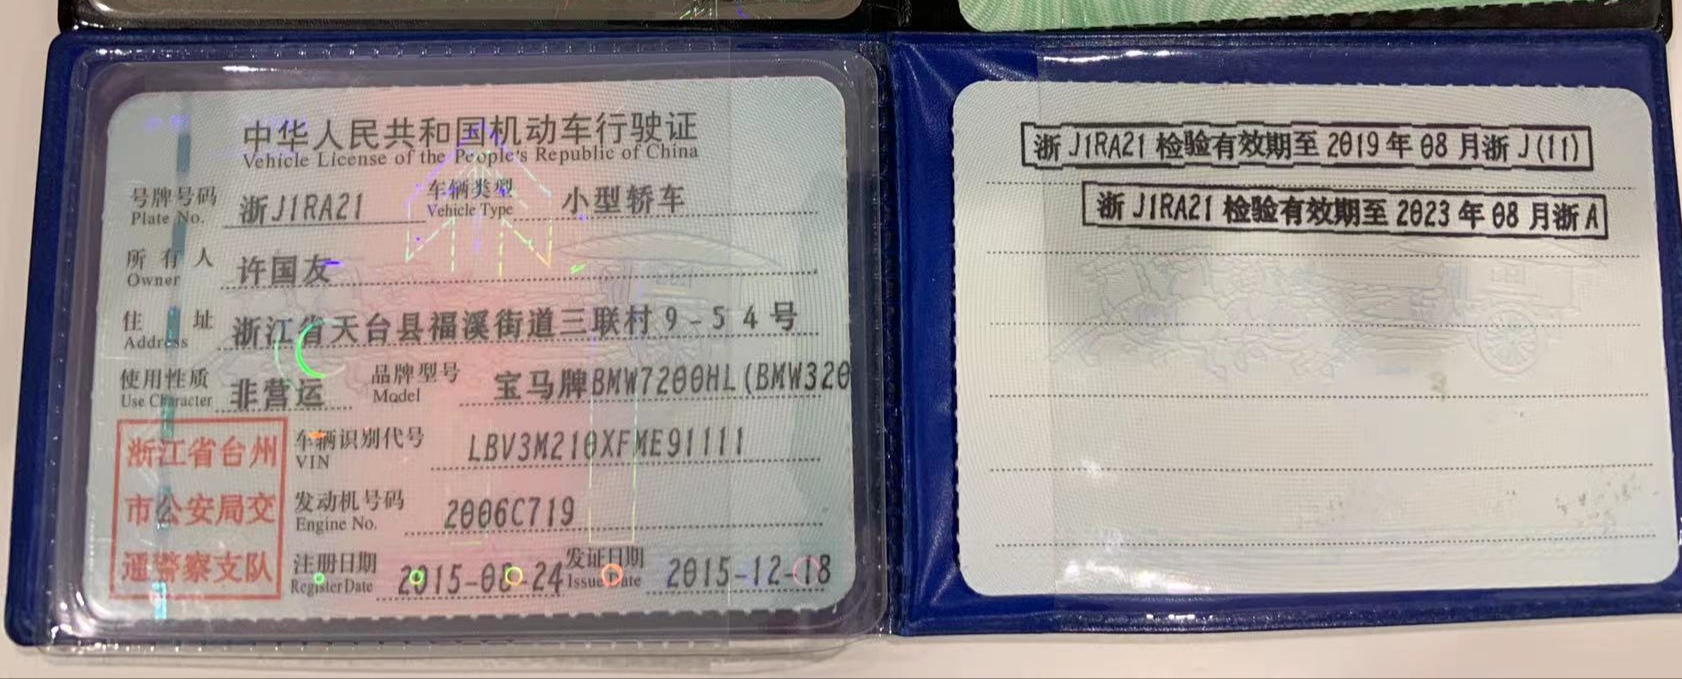 中华人民共和国机动车行驶证
Vehicle License of the People's Republic of China
号牌号码 浙J1RA21 车辆类型 小型轿车
Plate No. Vehicle Type
所有人 许国友
Owner
住址 浙江省天台县福溪街道三联村9-54号
Address
使用性质 非营运 品牌型号 宝马牌BMW7200HL(BMW320
Use Character Model
浙江省台州
市公安局交
通警察支队
车辆识别代号 LBV3M210XFME91111
VIN
发动机号码 2006C719
Engine No.
注册日期 2015-08-24 发证日期 2015-12-18
Register Date Issue Date
浙J1RA21检验有效期至2019年08月浙J(11)
浙J1RA21检验有效期至2023年08月浙A